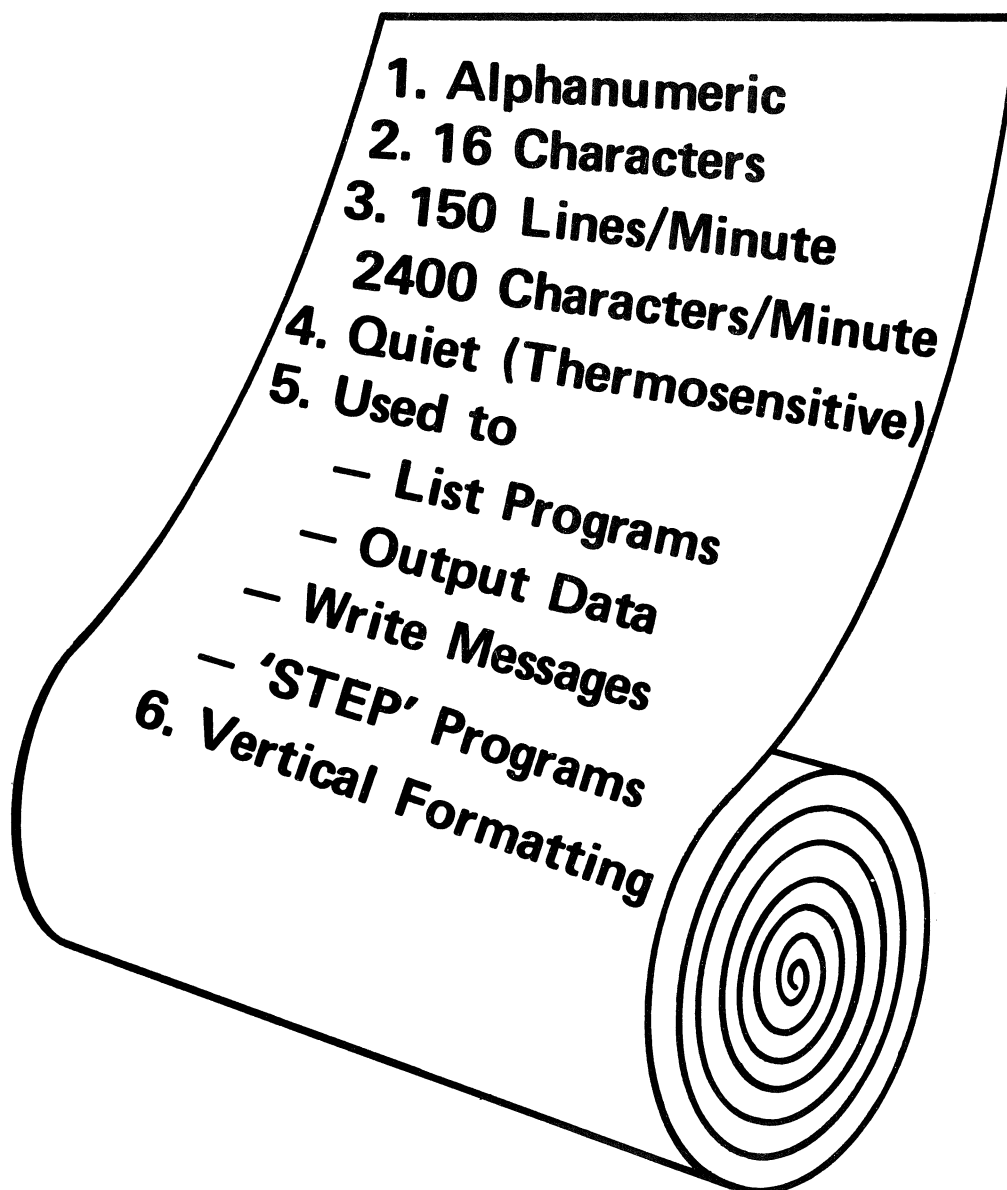 1. Alphanumeric
2. 16 Characters
3. 150 Lines/Minute
2400 Characters/Minute
4. Quiet (Thermosensitive)
5. Used to
— List Programs
— Output Data
— Write Messages
— 'STEP' Programs
6. Vertical Formatting